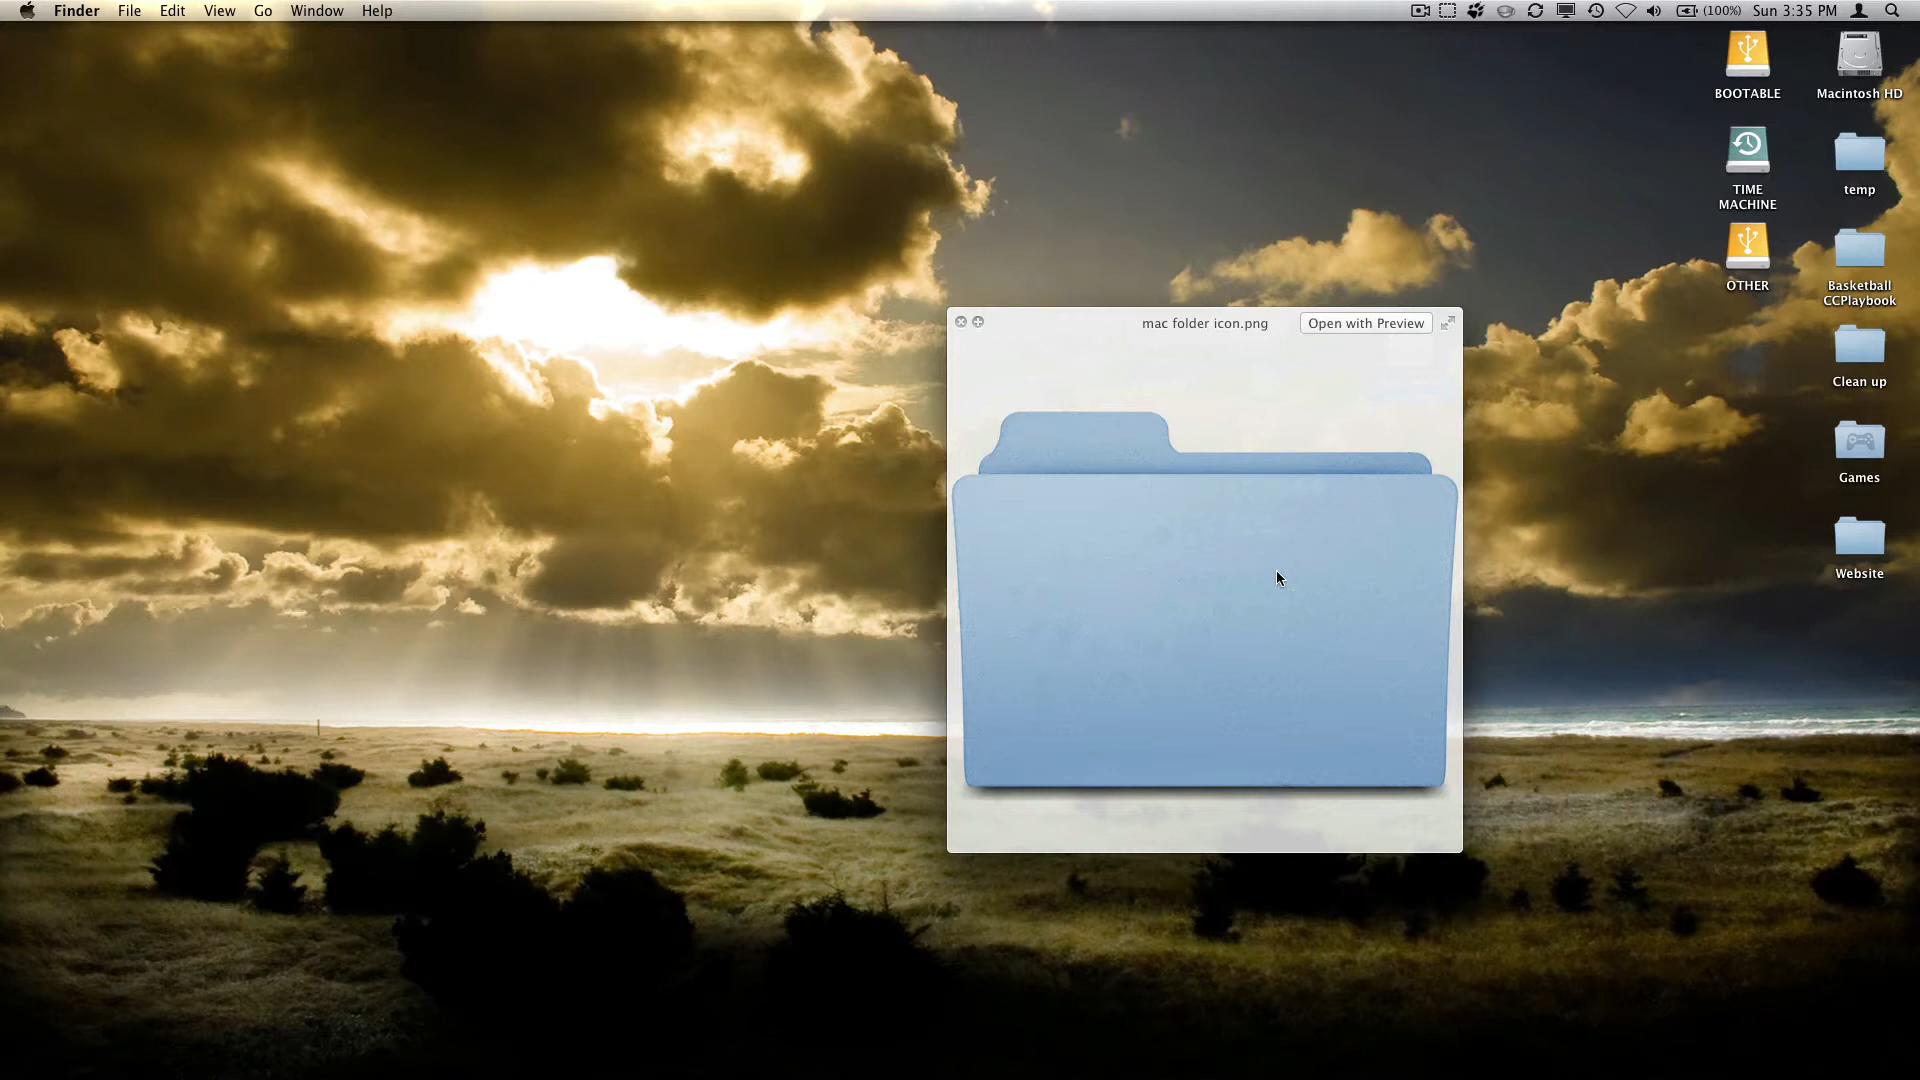 Finder File Edit View Go Window Help (100%) Sun 3:35 PM
BOOTABLE
Macintosh HD
TIME
MACHINE
temp
OTHER
Basketball
CCPlaybook
mac folder icon.png
Open with Preview
Clean up
Games
Website